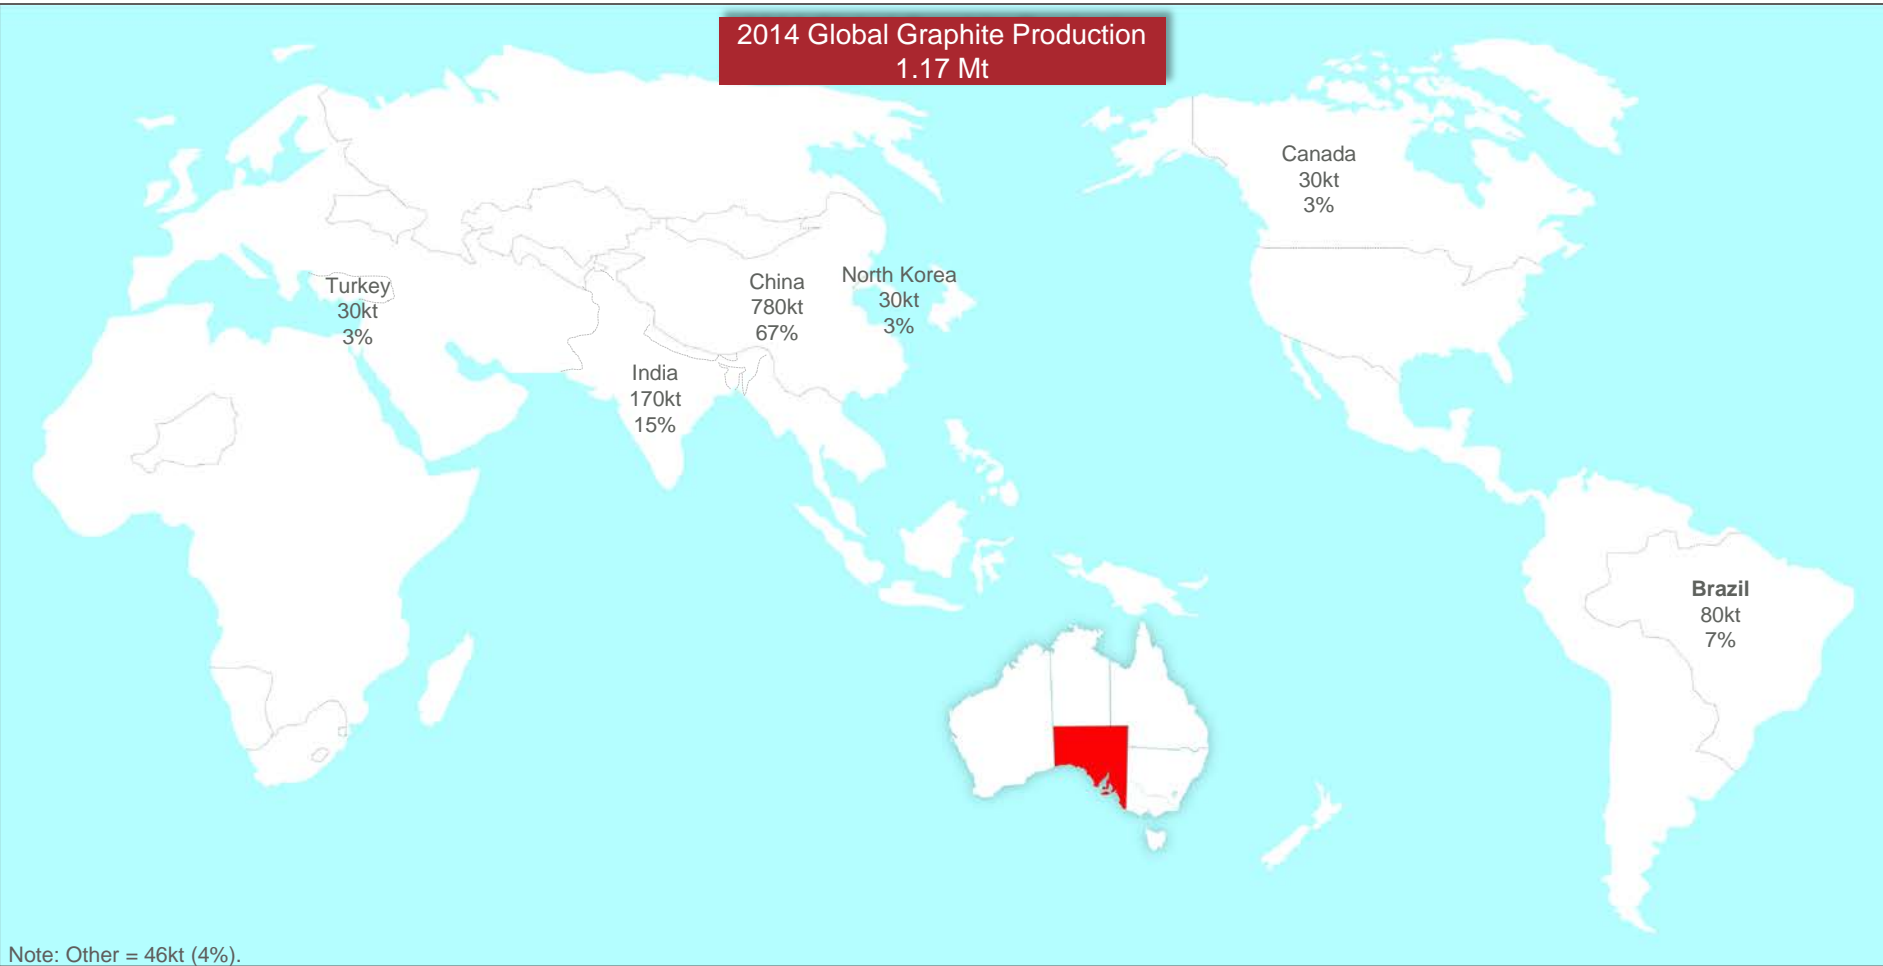 2014 Global Graphite Production
1.17 Mt
Canada
30kt
3%
Turkey
30kt
3%
China
780kt
67%
North Korea
30kt
3%
India
170kt
15%
Brazil
80kt
7%
Note: Other = 46kt (4%).